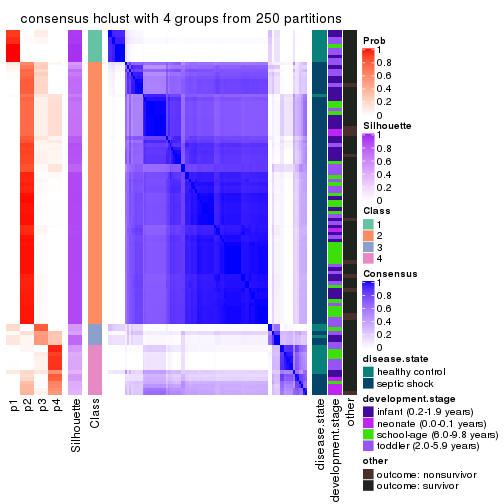 consensus hclust with 4 groups from 250 partitions
Prob
1
0.8
0.6
0.4
0.2
0
Silhouette
1
0.8
0.6
0.4
0.2
0
Class
1
2
3
4
Consensus
1
0.8
0.6
0.4
0.2
0
disease.state
healthy control
septic shock
development.stage
infant (0.2-1.9 years)
neonate (0.0-0.1 years)
school-age (6.0-9.8 years)
toddler (2.0-5.9 years)
other
outcome: nonsurvivor
outcome: survivor
p1
p2
p3
p4
Silhouette
Class
disease.state
development.stage
other